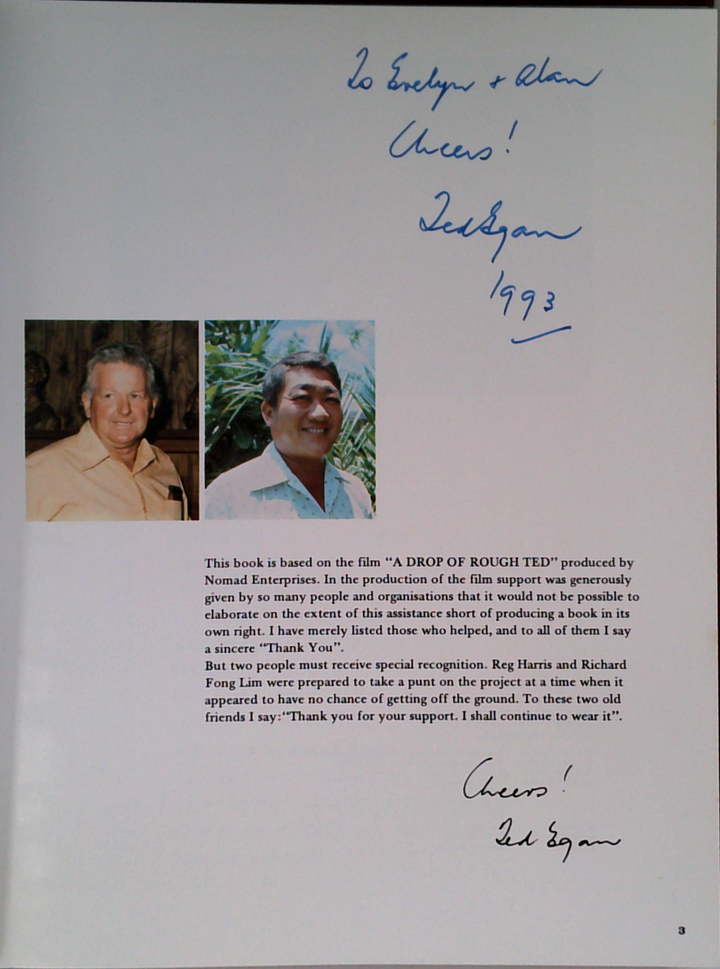 To Evelyn + Alan
Cheers!
Ted Egan
1993
This book is based on the film “A DROP OF ROUGH TED” produced by
Nomad Enterprises. In the production of the film support was generously
given by so many people and organisations that it would not be possible to
elaborate on the extent of this assistance short of producing a book in its
own right. I have merely listed those who helped, and to all of them I say
a sincere “Thank You”.
But two people must receive special recognition. Reg Harris and Richard
Fong Lim were prepared to take a punt on the project at a time when it
appeared to have no chance of getting off the ground. To these two old
friends I say:“Thank you for your support. I shall continue to wear it”.
Cheers!
Ted Egan
3